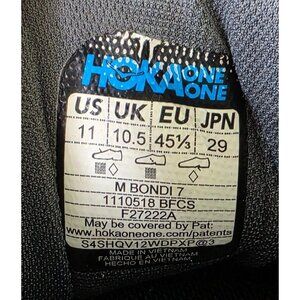 HOKA ONE ONE
US UK EU JPN
11 10.5 45⅓ 29
M BONDI 7
1110518 BFCS
F27222A
May be covered by Pat:
www.hokaoneone.com/patents
S4SHQV12WDPXP@3
MADE IN VIETNAM
FABRIQUÉ AU VIETNAM
HECHO EN VIETNAM